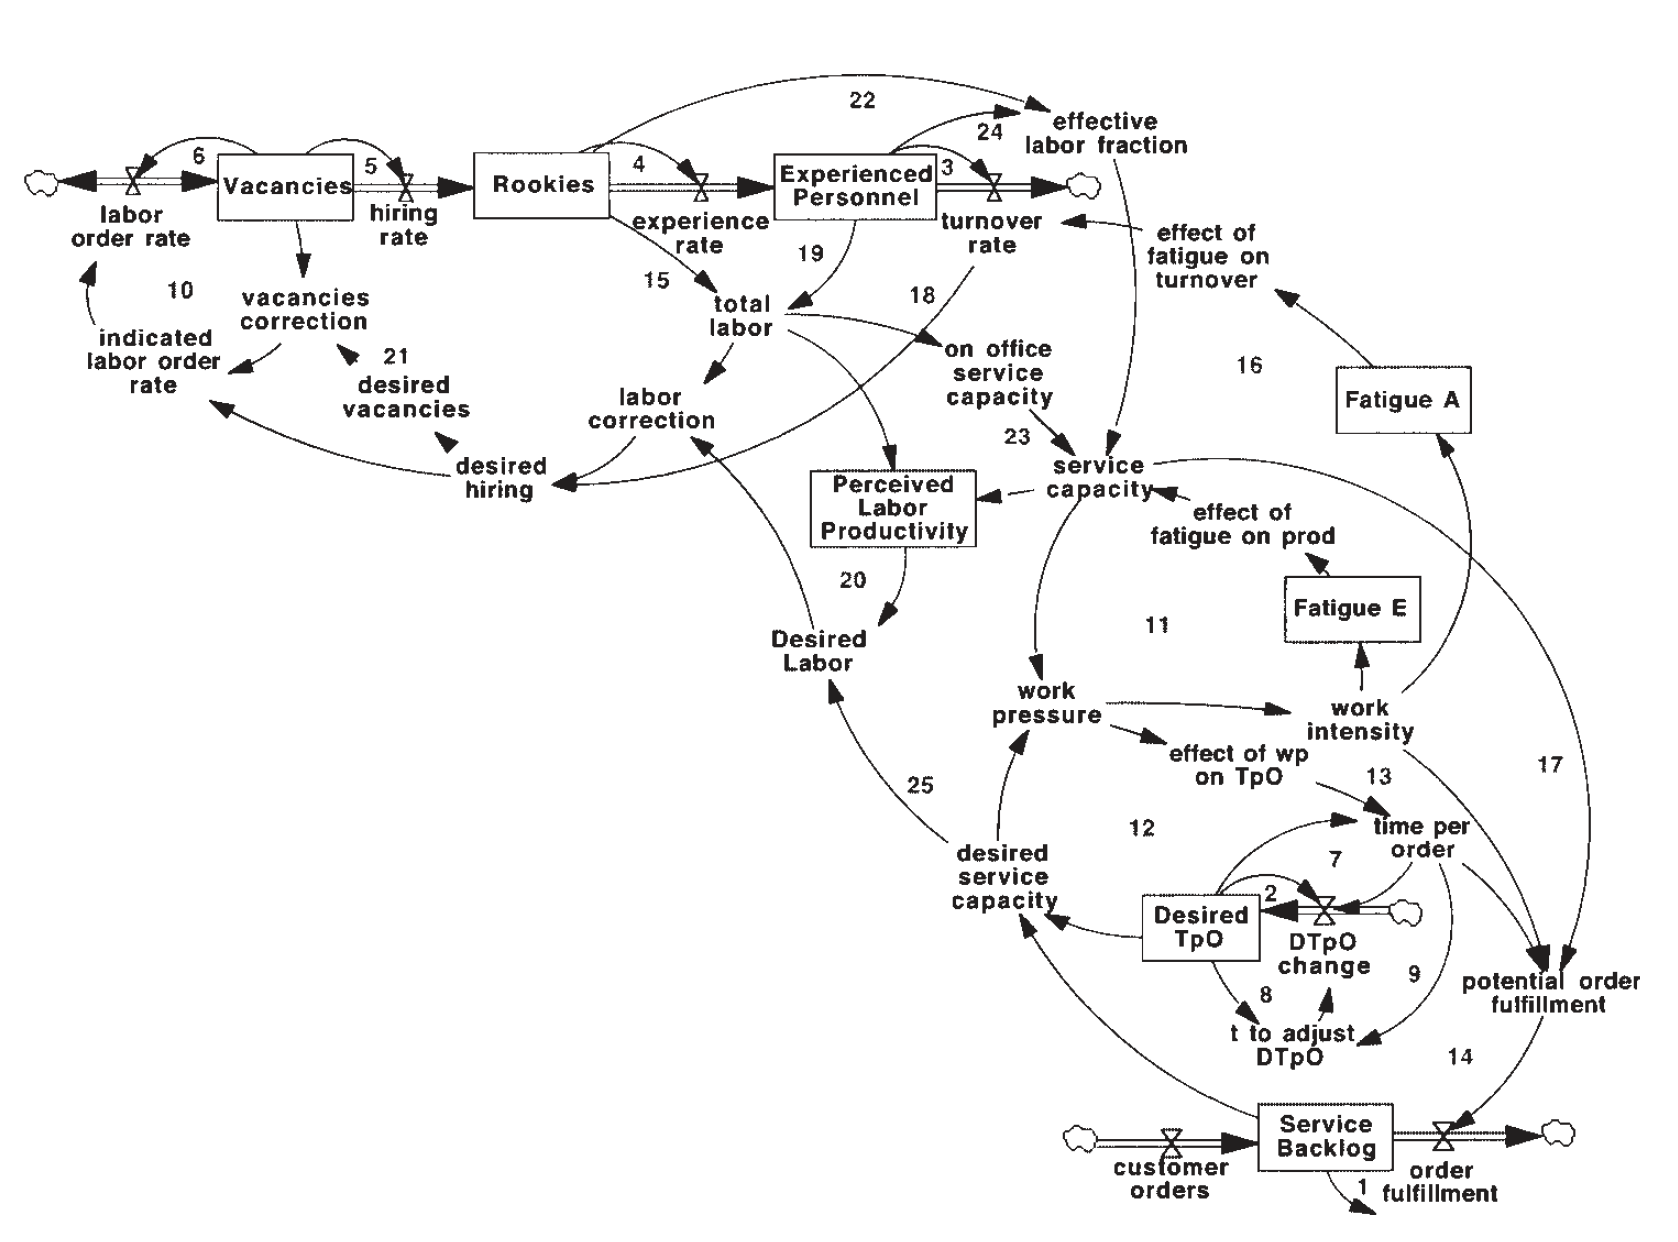 22
effective
labor fraction
24
6
5
4
3
Vacancies
Rookies
Experienced
Personnel
labor
order rate
hiring
rate
experience
rate
turnover
rate
effect of
fatigue on
turnover
19
15
18
10
vacancies
correction
total
labor
indicated
labor order
rate
21
desired
vacancies
on office
service
capacity
16
Fatigue A
labor
correction
23
desired
hiring
service
capacity
Perceived
Labor
Productivity
effect of
fatigue on prod
20
Fatigue E
11
Desired
Labor
work
pressure
work
intensity
effect of wp
on TpO
13
17
25
12
time per
order
7
desired
service
capacity
2
Desired
TpO
DTpO
change
9
8
potential order
fulfillment
t to adjust
DTpO
14
Service
Backlog
customer
orders
1
order
fulfillment